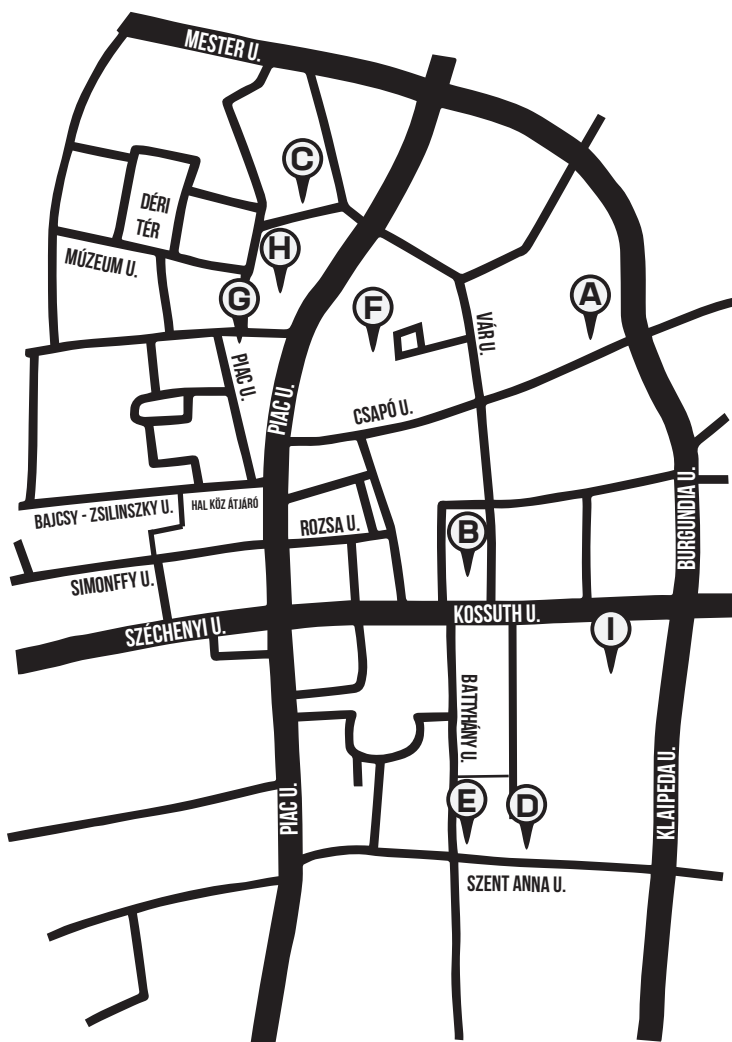 MESTER U.
C
DÉRI
TÉR
H
MÚZEUM U.
G
F
A
VÁR U.
PIAC U.
PIAC U.
CSAPÓ U.
BURGUNDIA U.
HAL KÖZ ÁTJÁRÓ
BAJCSY - ZSILINSZKY U.
ROZSA U.
B
SIMONFFY U.
KOSSUTH U.
SZÉCHENYI U.
I
BATTYHÁNY U.
KLAIPEDA U.
PIAC U.
E
D
SZENT ANNA U.